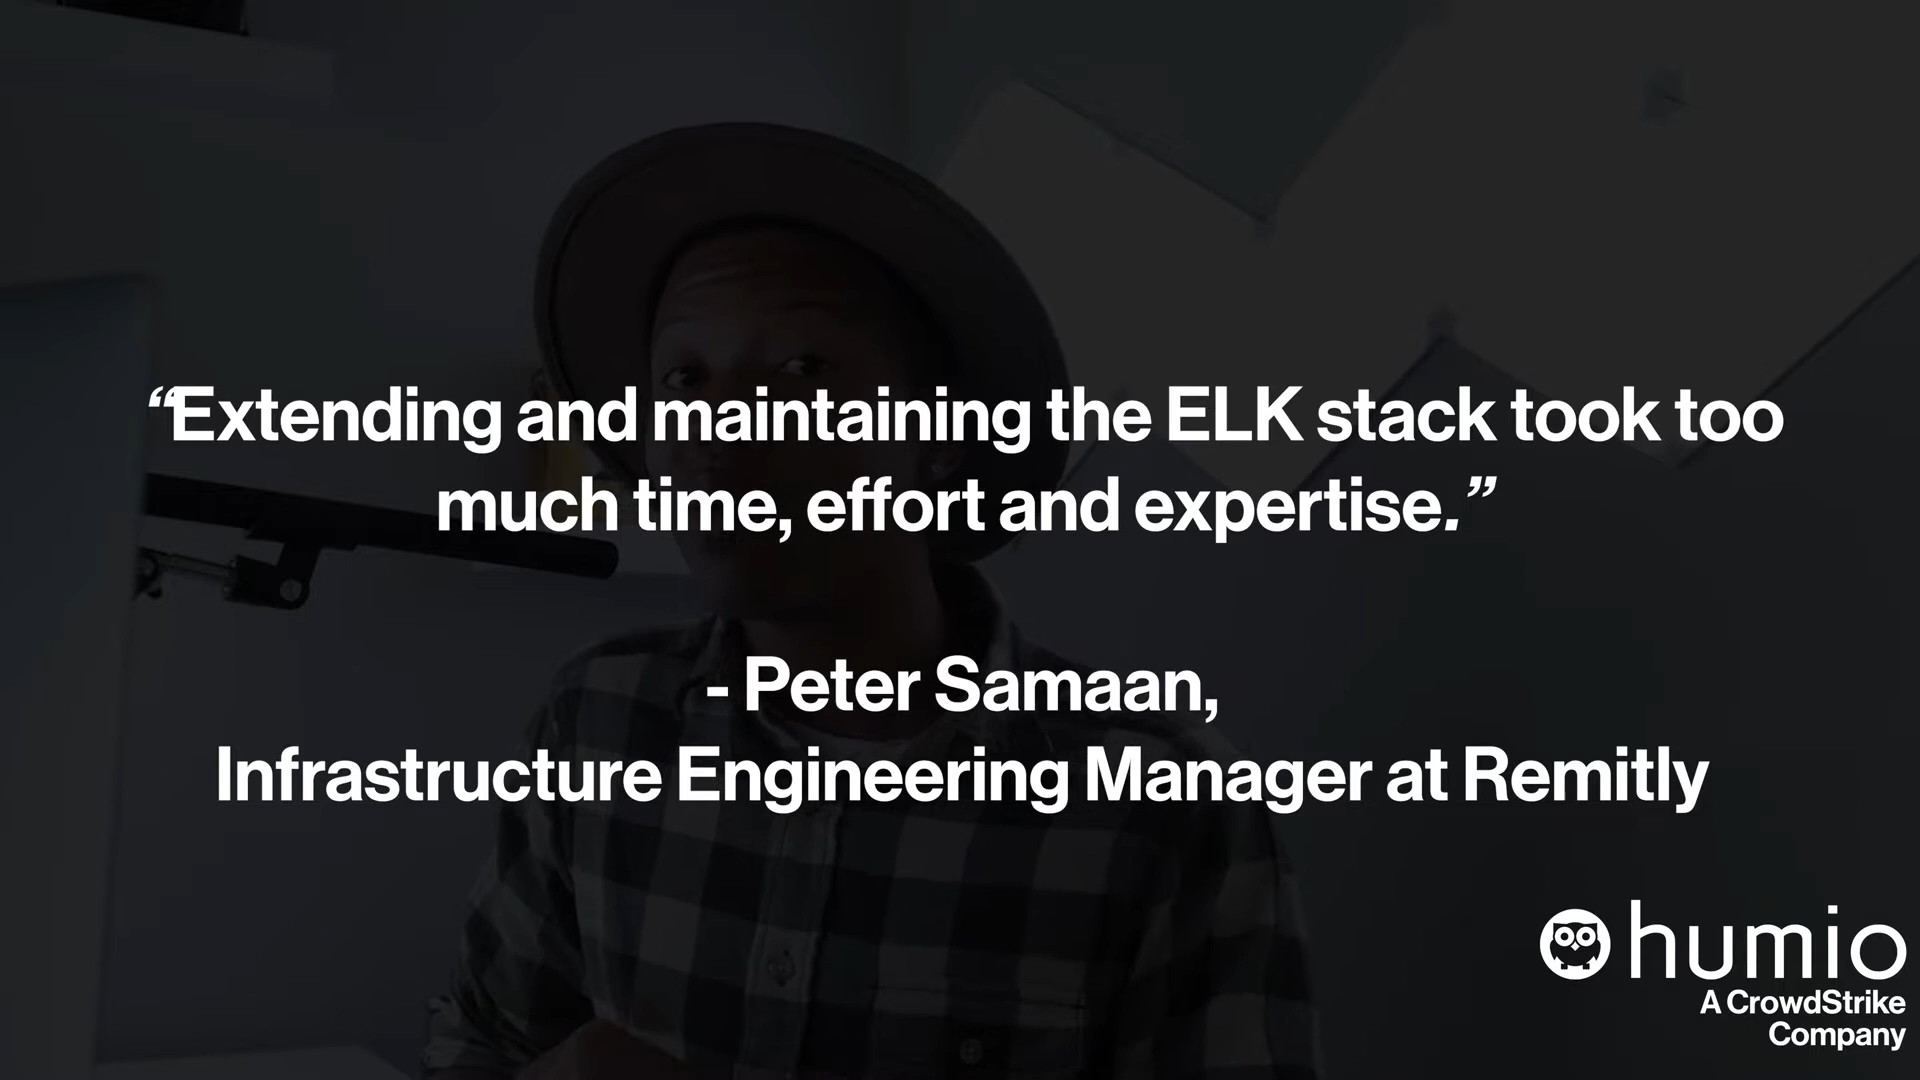 “Extending and maintaining the ELK stack took too
much time, effort and expertise.”
- Peter Samaan,
Infrastructure Engineering Manager at Remitly
humio
A CrowdStrike
Company